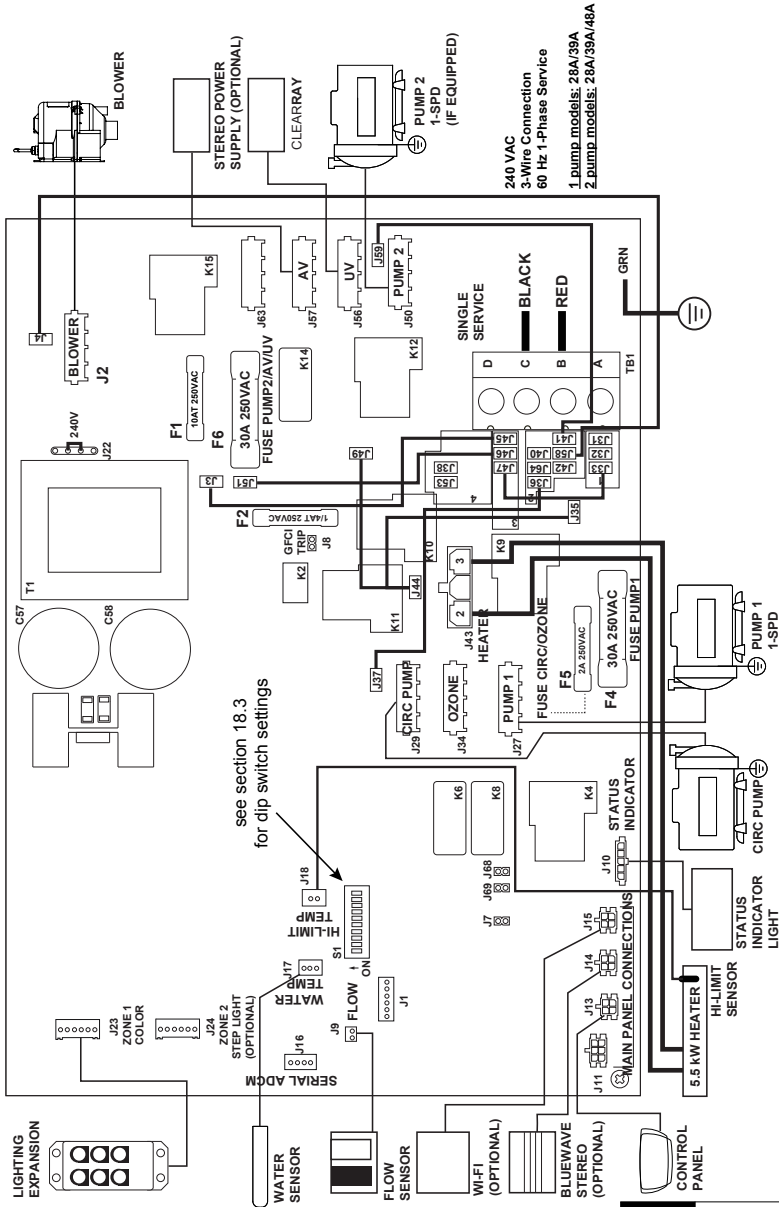 LIGHTING
EXPANSION
WATER
SENSOR
FLOW
SENSOR
WI-FI
(OPTIONAL)
BLUEWAVE
STEREO
(OPTIONAL)
CONTROL
PANEL
J23
ZONE 1
COLOR
J24
ZONE 2
STEP LIGHT
(OPTIONAL)
J16
SERIAL ADCM
J17
WATER
TEMP
J9
FLOW
J18
HI-LIMIT
TEMP
S1
ON
J1
see section 18.3
for dip switch settings
J7
J69
J68
K6
K8
K4
J11
J13
J14
J15
MAIN PANEL CONNECTIONS
J10
STATUS
INDICATOR
5.5 kW HEATER
HI-LIMIT
SENSOR
STATUS
INDICATOR
LIGHT
CIRC PUMP
PUMP 1
1-SPD
C57
C58
T1
240V
J22
K2
GFCI
TRIP
J8
F2
1/4AT 250VAC
J3
J51
F1
10AT 250VAC
F6
30A 250VAC
FUSE PUMP2/AV/UV
K14
K15
K12
BLOWER
J2
J4
J63
AV
J57
UV
J56
PUMP 2
J50
J59
J37
CIRC PUMP
J29
OZONE
J34
PUMP 1
J27
K11
K10
K9
J44
J49
J35
J43
HEATER
2
3
FUSE CIRC/OZONE
F5
2A 250VAC
F4
30A 250VAC
FUSE PUMP1
J38
J53
4
3
2
1
J45
J46
J47
J40
J64
J36
J41
J58
J42
J31
J32
J33
SINGLE
SERVICE
D
C
B
A
TB1
BLACK
RED
GRN
BLOWER
STEREO POWER
SUPPLY (OPTIONAL)
CLEARRAY
PUMP 2
1-SPD
(IF EQUIPPED)
240 VAC
3-Wire Connection
60 Hz 1-Phase Service
1 pump models: 28A/39A
2 pump models: 28A/39A/48A